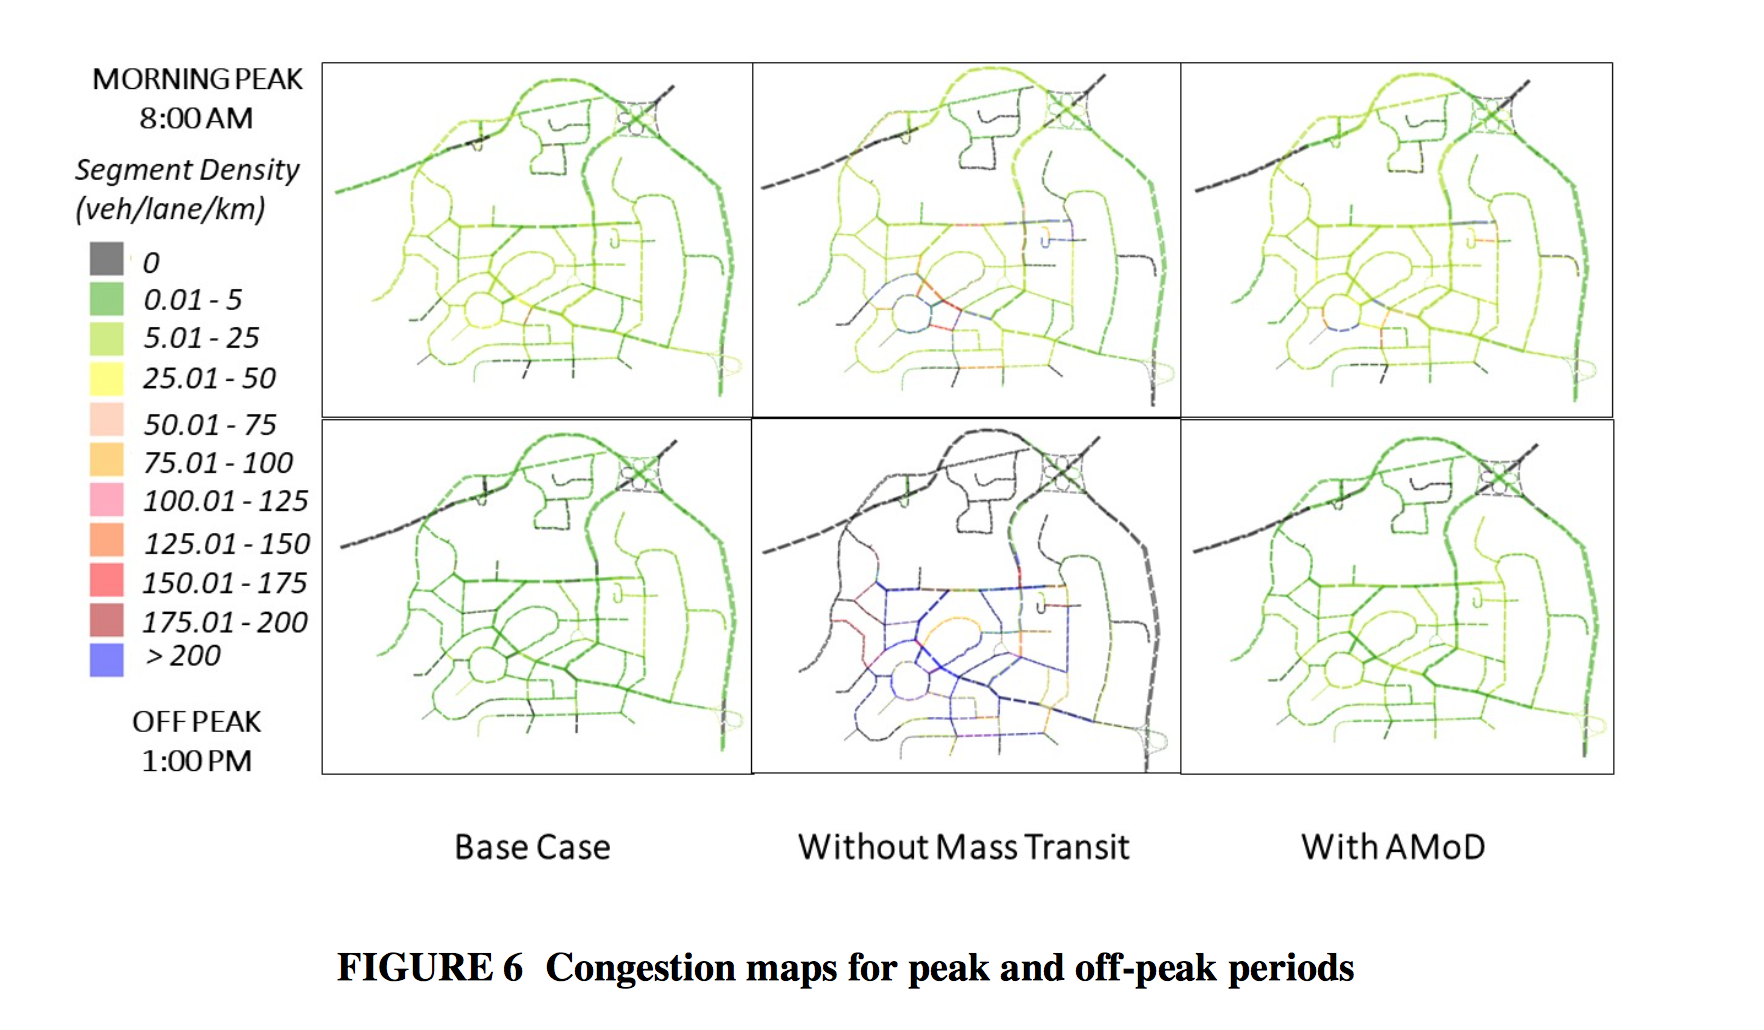 MORNING PEAK
8:00 AM
Segment Density
(veh/lane/km)
0
0.01 - 5
5.01 - 25
25.01 - 50
50.01 - 75
75.01 - 100
100.01 - 125
125.01 - 150
150.01 - 175
175.01 - 200
> 200
OFF PEAK
1:00 PM
Base Case
Without Mass Transit
With AMoD
FIGURE 6 Congestion maps for peak and off-peak periods